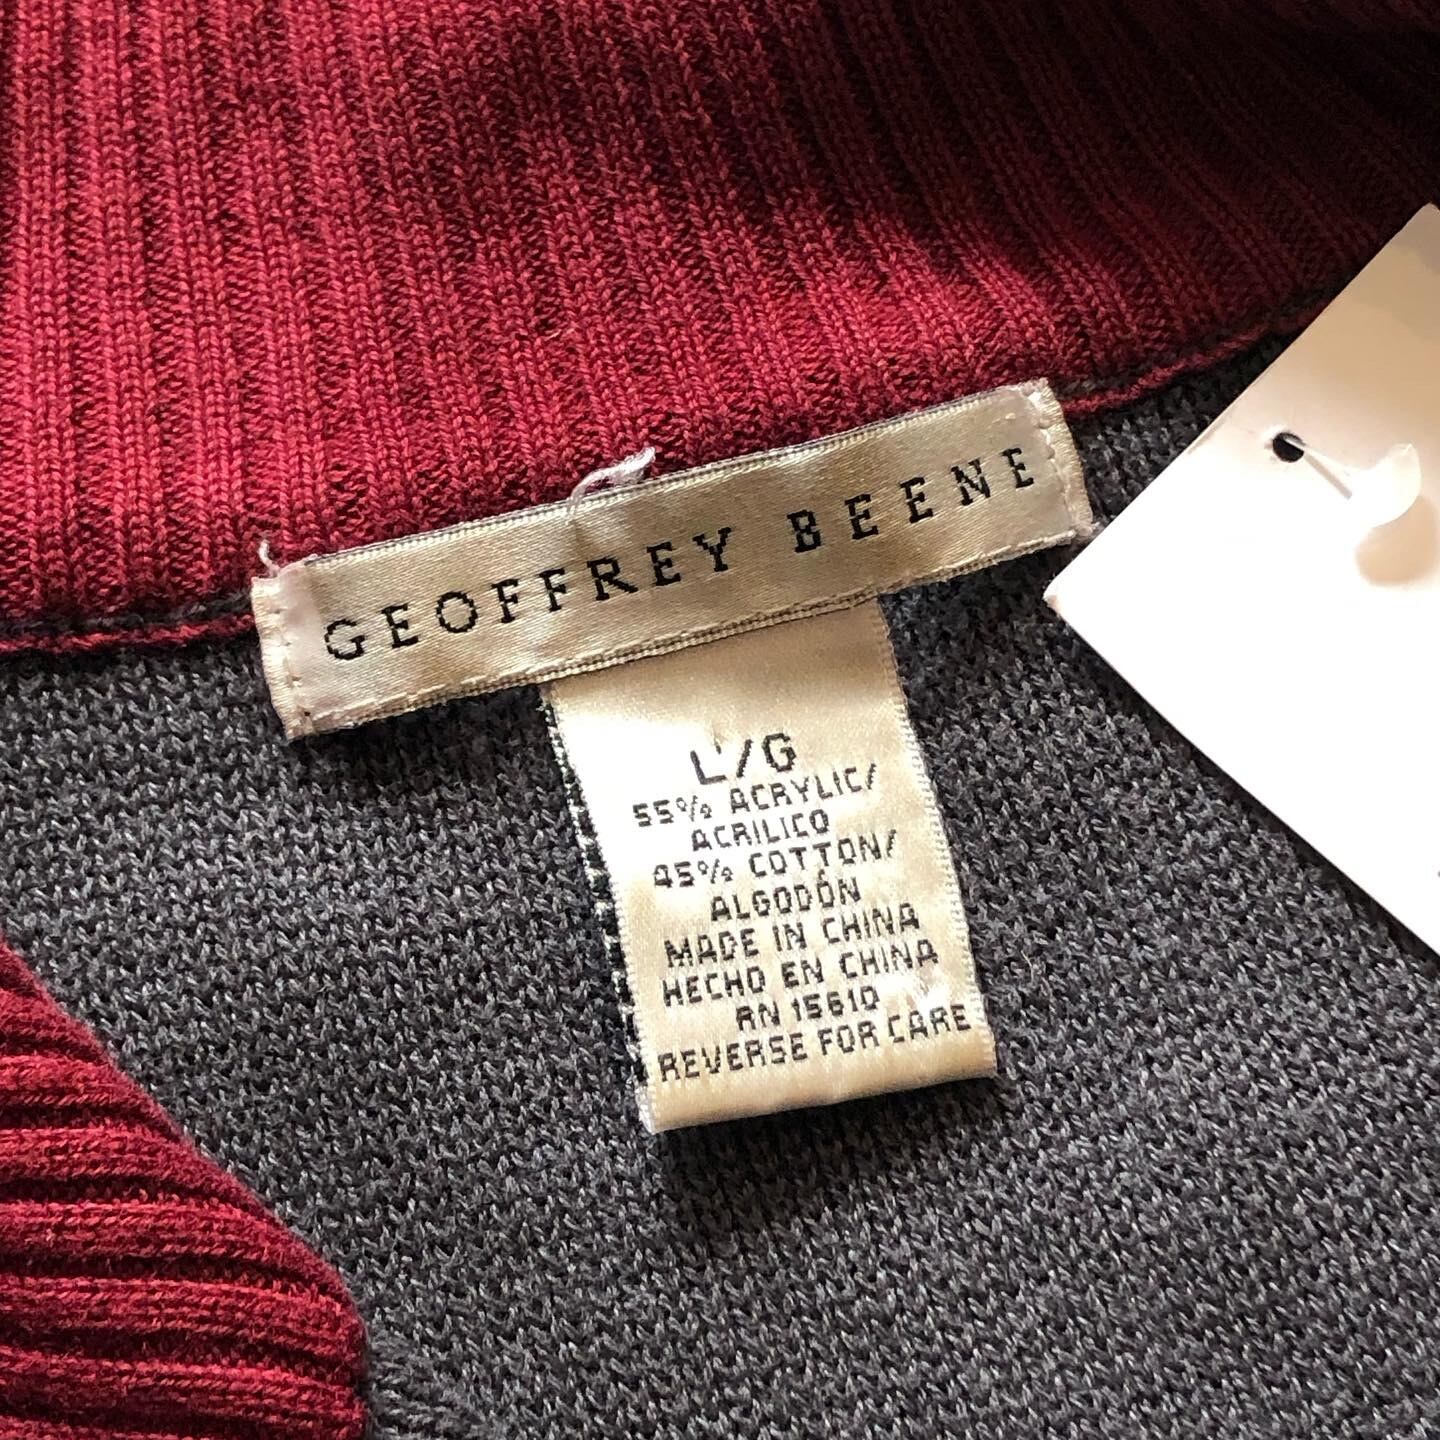 GEOFFREY BEENE
L/G
55% ACRYLIC/
ACRILICO
45% COTTON/
ALGODÓN
MADE IN CHINA
HECHO EN CHINA
RN 15610
REVERSE FOR CARE